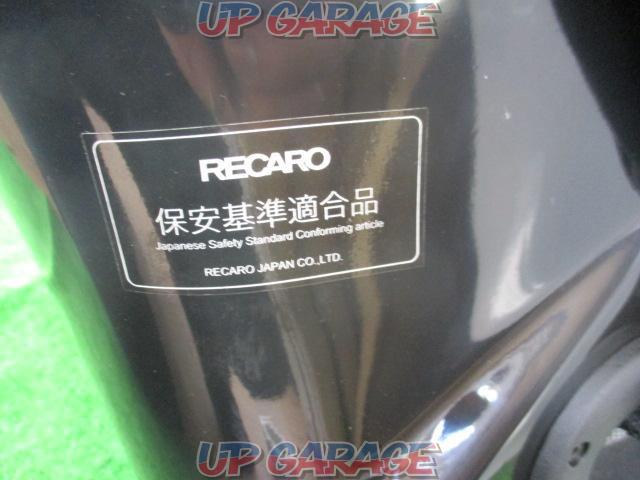 UP GARAGE
RECARO
保安基準適合品
Japanese Safety Standard Conforming article
RECARO JAPAN CO.,LTD.
UP GARAGE